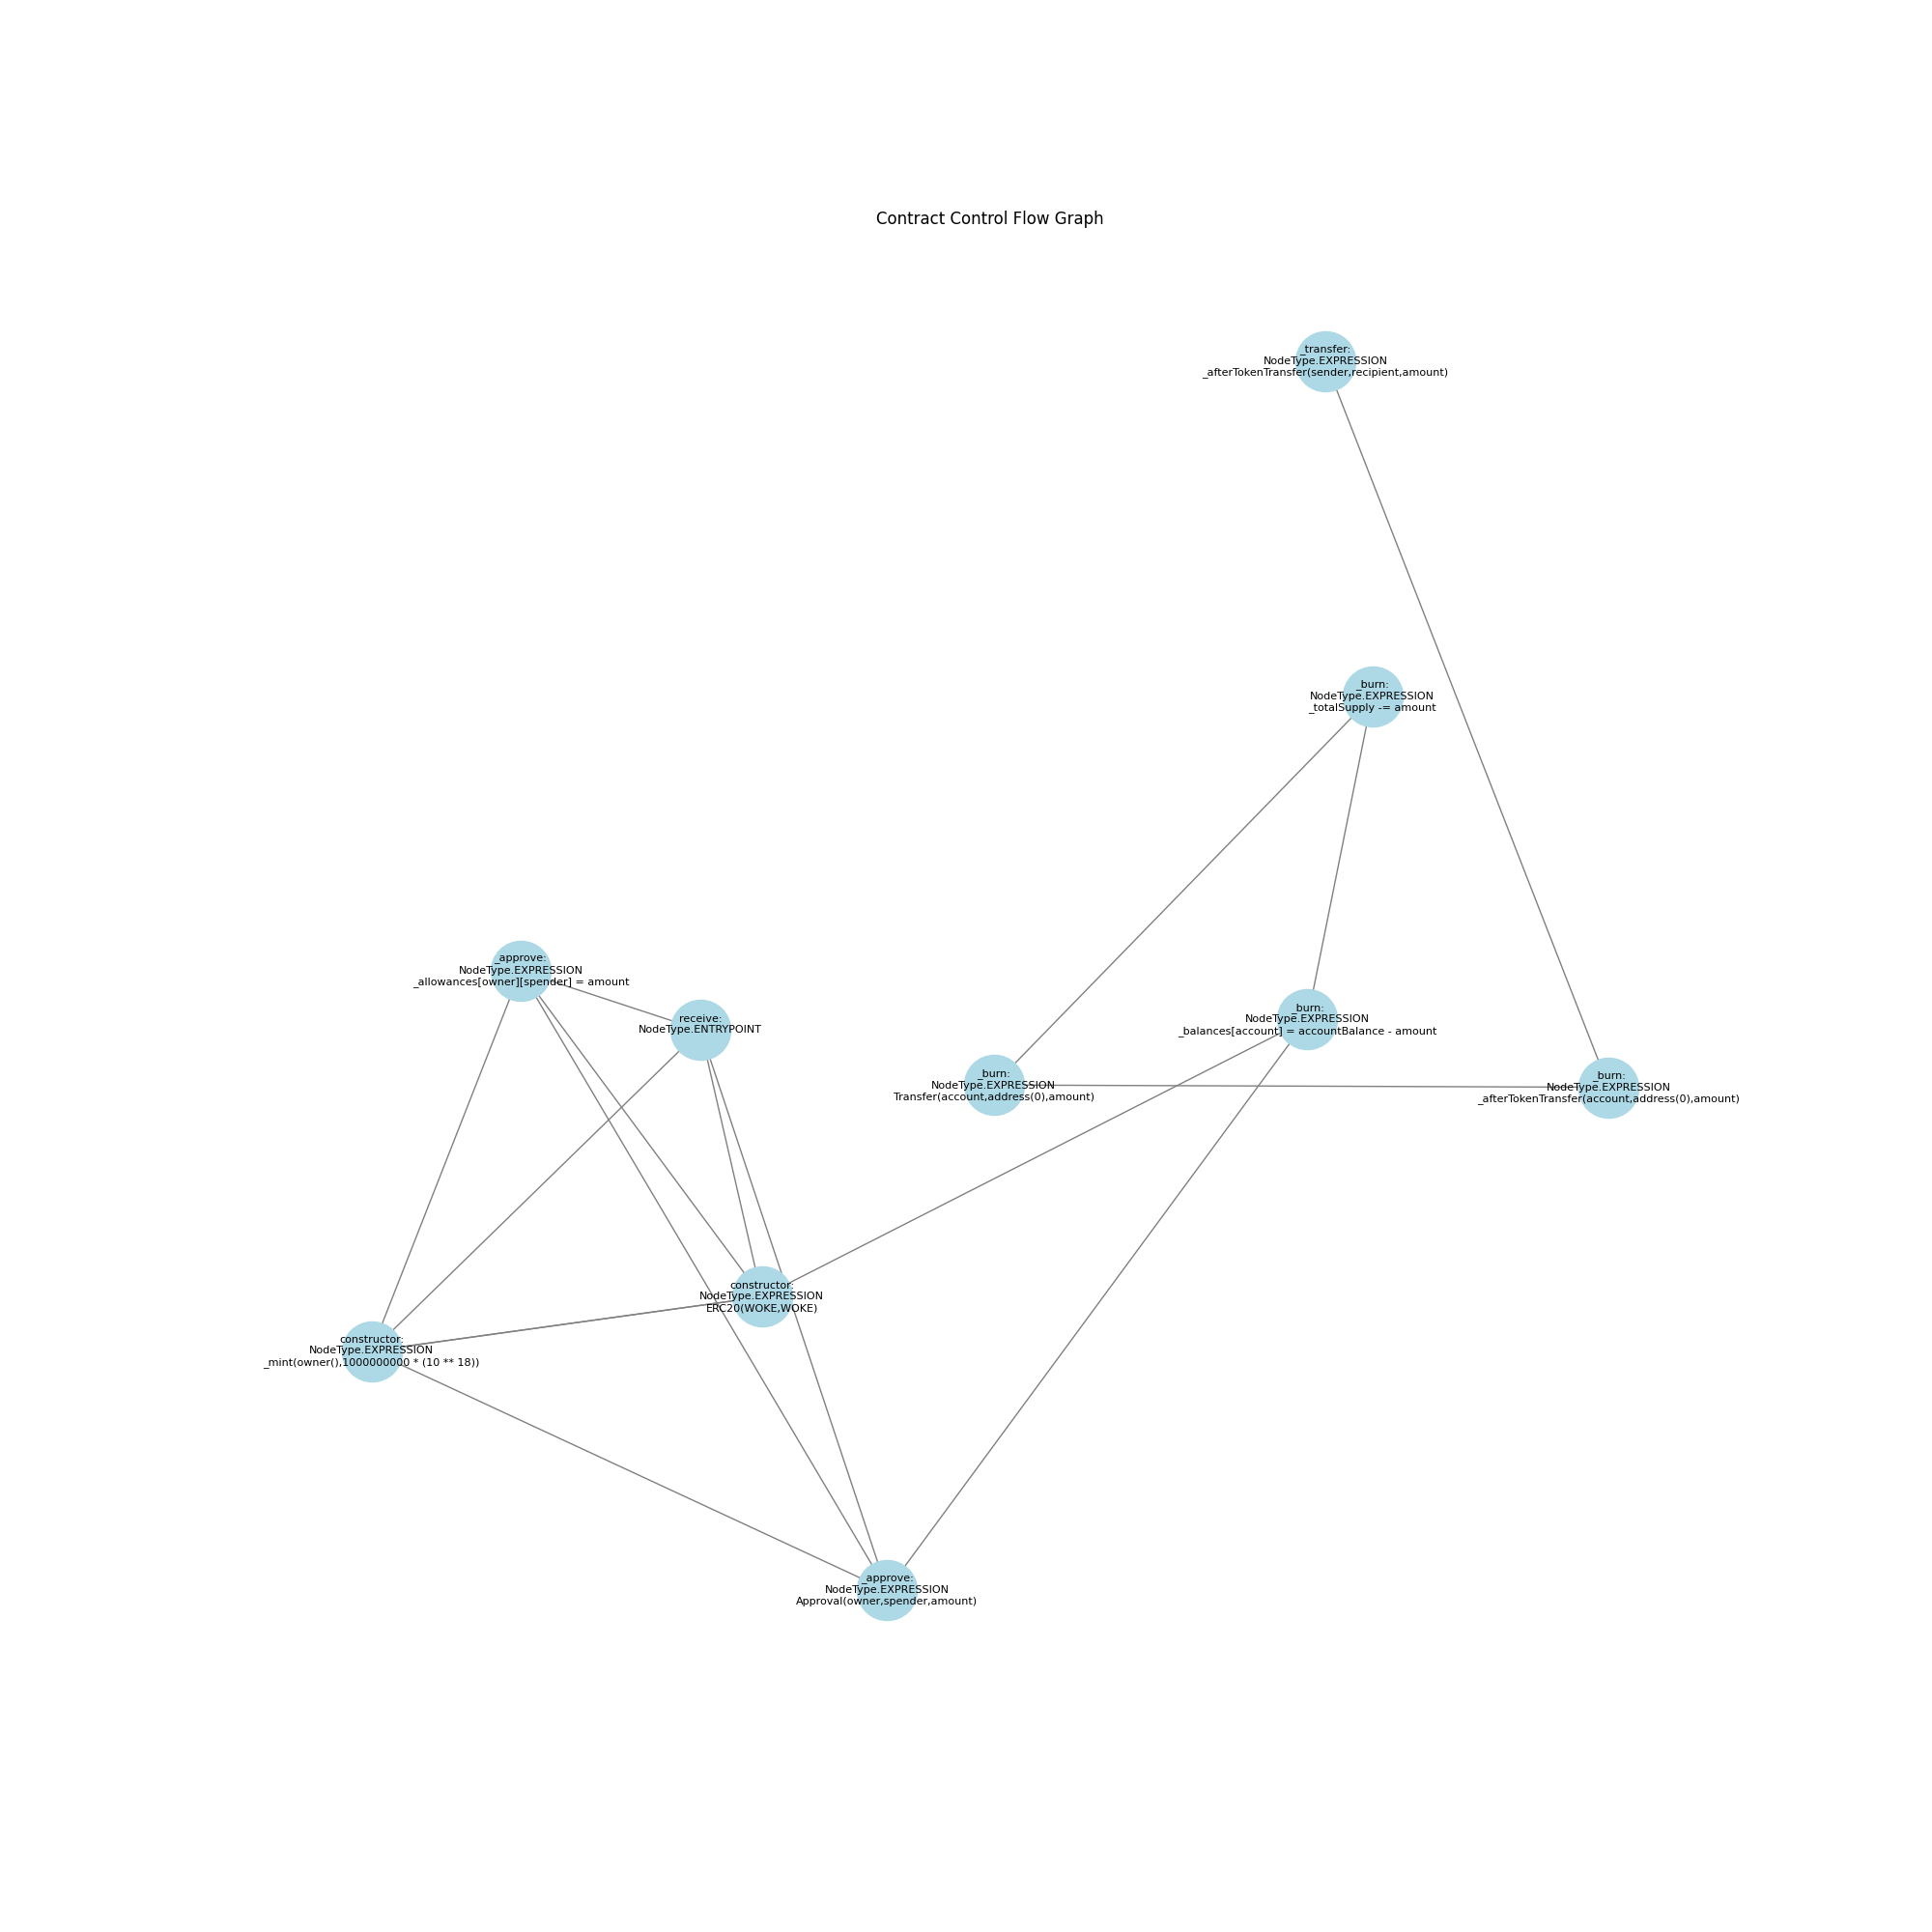 Contract Control Flow Graph
_transfer:
NodeType.EXPRESSION
_afterTokenTransfer(sender,recipient,amount)
_burn:
NodeType.EXPRESSION
_totalSupply -= amount
_approve:
NodeType.EXPRESSION
_allowances[owner][spender] = amount
receive:
NodeType.ENTRYPOINT
_burn:
NodeType.EXPRESSION
_balances[account] = accountBalance - amount
_burn:
NodeType.EXPRESSION
Transfer(account,address(0),amount)
_burn:
NodeType.EXPRESSION
_afterTokenTransfer(account,address(0),amount)
constructor:
NodeType.EXPRESSION
ERC20(WOKE,WOKE)
constructor:
NodeType.EXPRESSION
_mint(owner(),1000000000 * (10 ** 18))
_approve:
NodeType.EXPRESSION
Approval(owner,spender,amount)